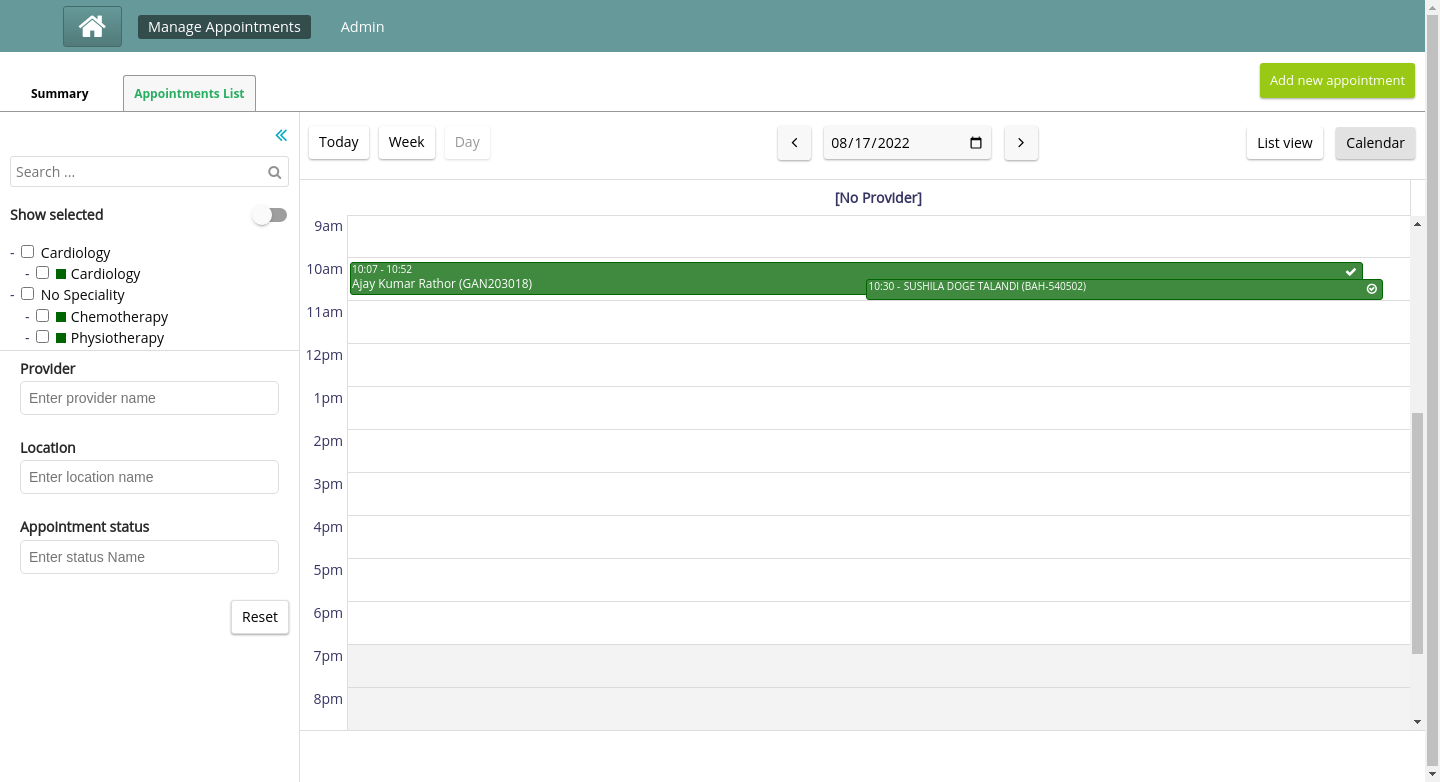 Manage Appointments
Admin
Summary
Appointments List
Add new appointment
Search ...
Show selected
- Cardiology
- Cardiology
- No Speciality
- Chemotherapy
- Physiotherapy
Provider
Enter provider name
Location
Enter location name
Appointment status
Enter status Name
Reset
Today
Week
Day
08/17/2022
List view
Calendar
[No Provider]
9am
10am
10:07 - 10:52
Ajay Kumar Rathor (GAN203018)
10:30 - SUSHILA DOGE TALANDI (BAH-540502)
11am
12pm
1pm
2pm
3pm
4pm
5pm
6pm
7pm
8pm